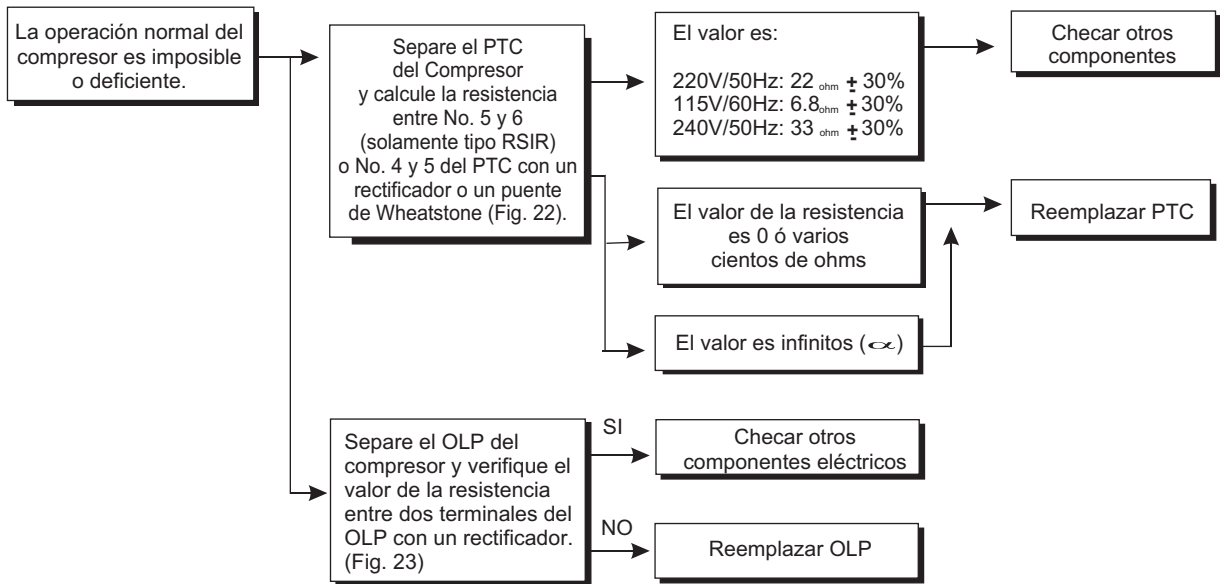 La operación normal del
compresor es imposible
o deficiente.
Separe el PTC
del Compresor
y calcule la resistencia
entre No. 5 y 6
(solamente tipo RSIR)
o No. 4 y 5 del PTC con un
rectificador o un puente
de Wheatstone (Fig. 22).
El valor es:
220V/50Hz: 22 ohm ± 30%
115V/60Hz: 6.8 ohm ± 30%
240V/50Hz: 33 ohm ± 30%
Checar otros
componentes
El valor de la resistencia
es 0 ó varios
cientos de ohms
Reemplazar PTC
El valor es infinitos (∝)
Separe el OLP del
compresor y verifique el
valor de la resistencia
entre dos terminales del
OLP con un rectificador.
(Fig. 23)
SI
Checar otros
componentes eléctricos
NO
Reemplazar OLP